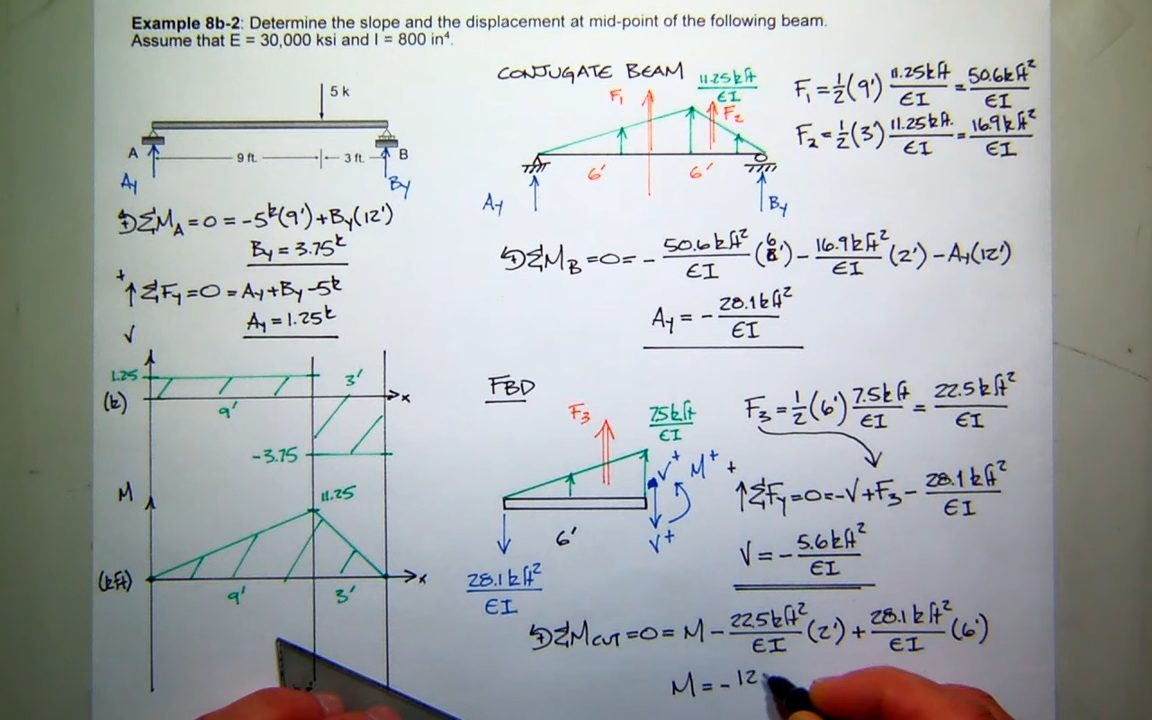 Example 8b-2: Determine the slope and the displacement at mid-point of the following beam.
Assume that E = 30,000 ksi and I = 800 in⁴.
5 k
A
9 ft.
3 ft.
B
Ay
By
↺ΣM_A = 0 = -5ᵏ(9') + By(12')
By = 3.75ᵏ
+↑ΣFy = 0 = Ay + By - 5ᵏ
Ay = 1.25ᵏ
V
1.25
(k)
9'
3'
x
-3.75
M
11.25
(kft)
9'
3'
x
CONJUGATE BEAM
11.25kft/EI
F₁
F₂
6'
6'
Ay
By
F₁ = ½(9') 11.25kft/EI = 50.6kft²/EI
F₂ = ½(3') 11.25kft/EI = 16.9kft²/EI
↺ΣM_B = 0 = - 50.6kft²/EI (6') - 16.9kft²/EI (2') - Ay(12')
Ay = - 28.1kft²/EI
FBD
F₃
7.5kft/EI
V⁺
M⁺
V⁺
6'
28.1kft²/EI
F₃ = ½(6') 7.5kft/EI = 22.5kft²/EI
+↑ΣFy = 0 = -V + F₃ - 28.1kft²/EI
V = - 5.6kft²/EI
↺ΣM_CUT = 0 = M - 22.5kft²/EI (2') + 28.1kft²/EI (6')
M = - 12